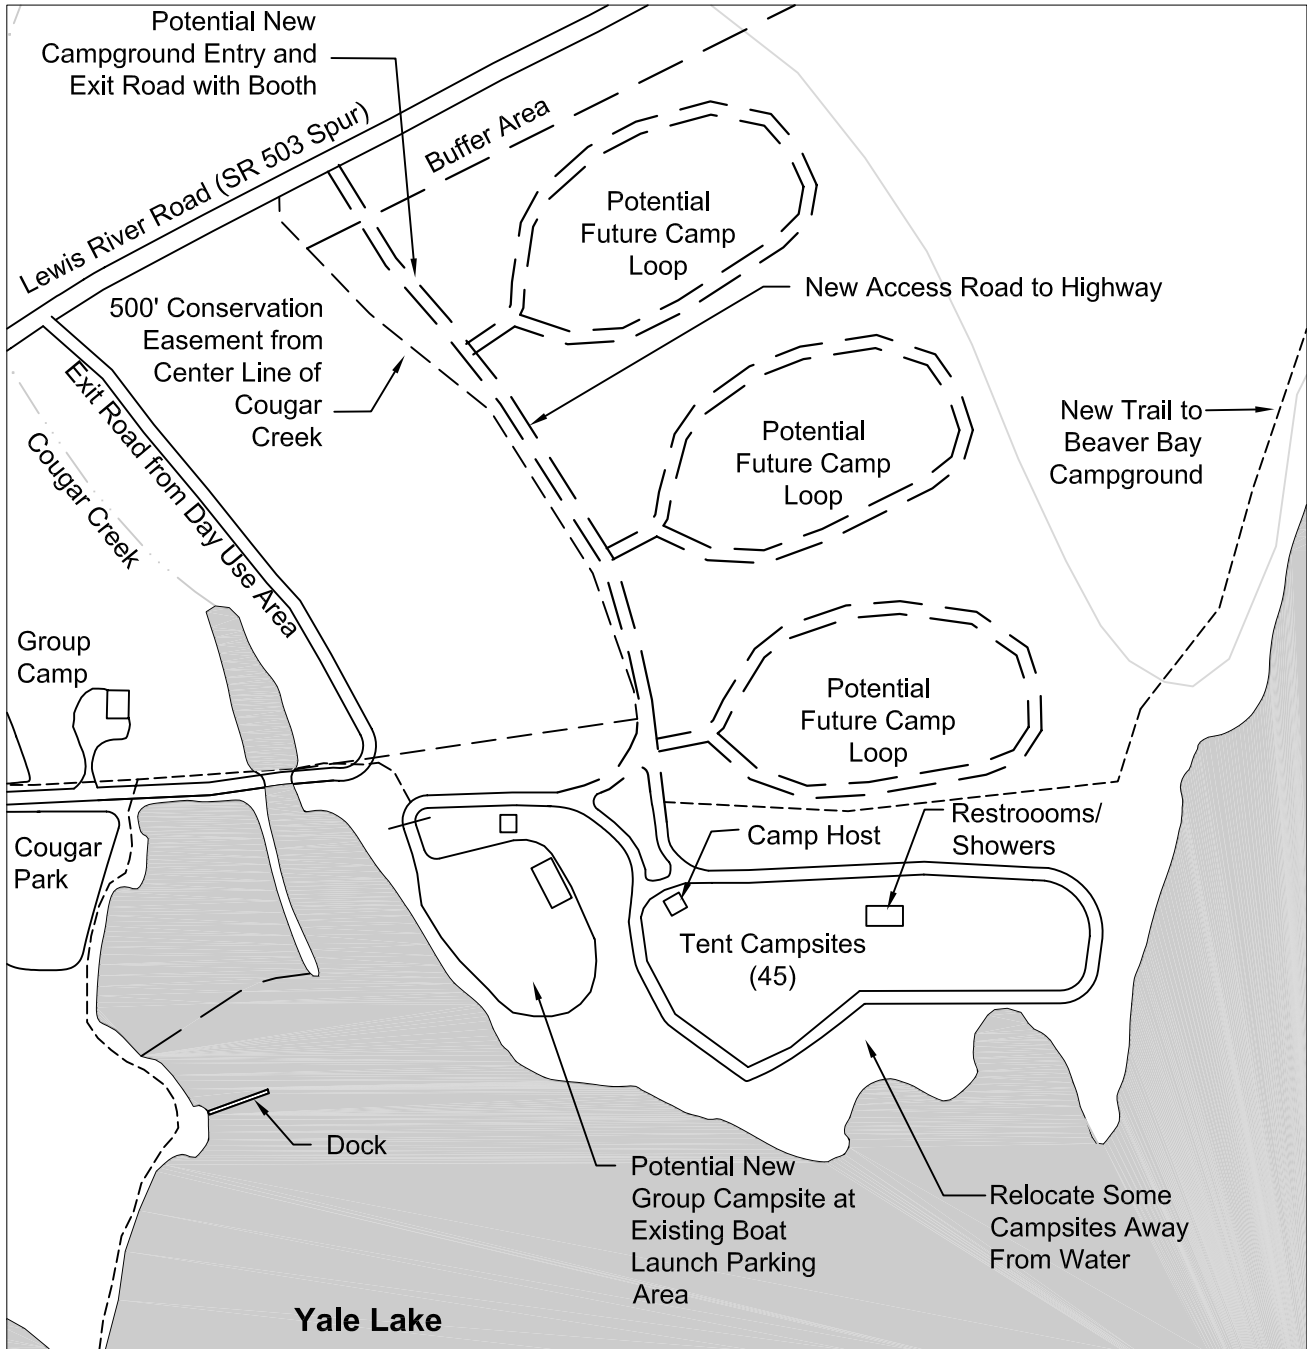 Potential New
Campground Entry and
Exit Road with Booth
Lewis River Road (SR 503 Spur)
Buffer Area
Potential
Future Camp
Loop
New Access Road to Highway
500' Conservation
Easement from
Center Line of
Cougar
Creek
Exit Road from Day Use Area
Cougar Creek
Potential
Future Camp
Loop
New Trail to
Beaver Bay
Campground
Group
Camp
Potential
Future Camp
Loop
Cougar
Park
Camp Host
Restroooms/
Showers
Tent Campsites
(45)
Dock
Potential New
Group Campsite at
Existing Boat
Launch Parking
Area
Relocate Some
Campsites Away
From Water
Yale Lake